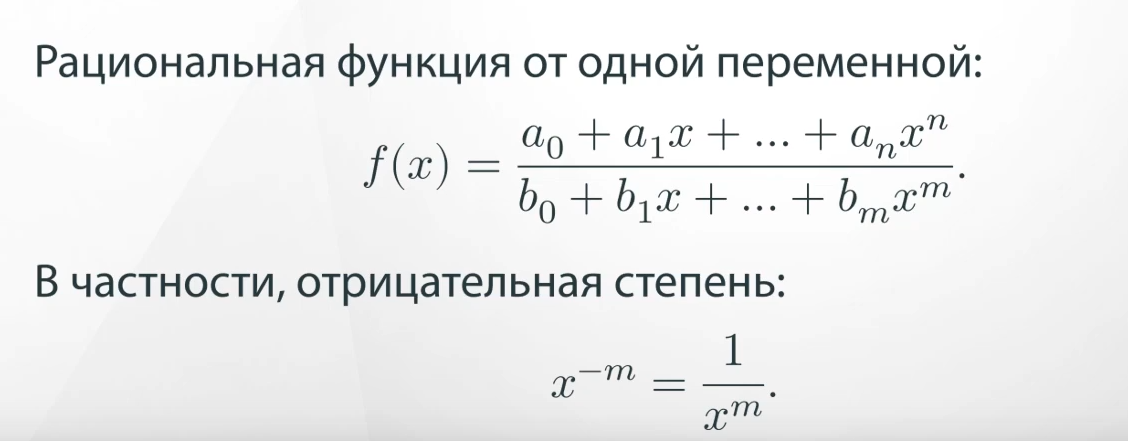 Рациональная функция от одной переменной:
f(x) = \frac{a_0 + a_1x + ... + a_nx^n}{b_0 + b_1x + ... + b_mx^m}.
В частности, отрицательная степень:
x^{-m} = \frac{1}{x^m}.